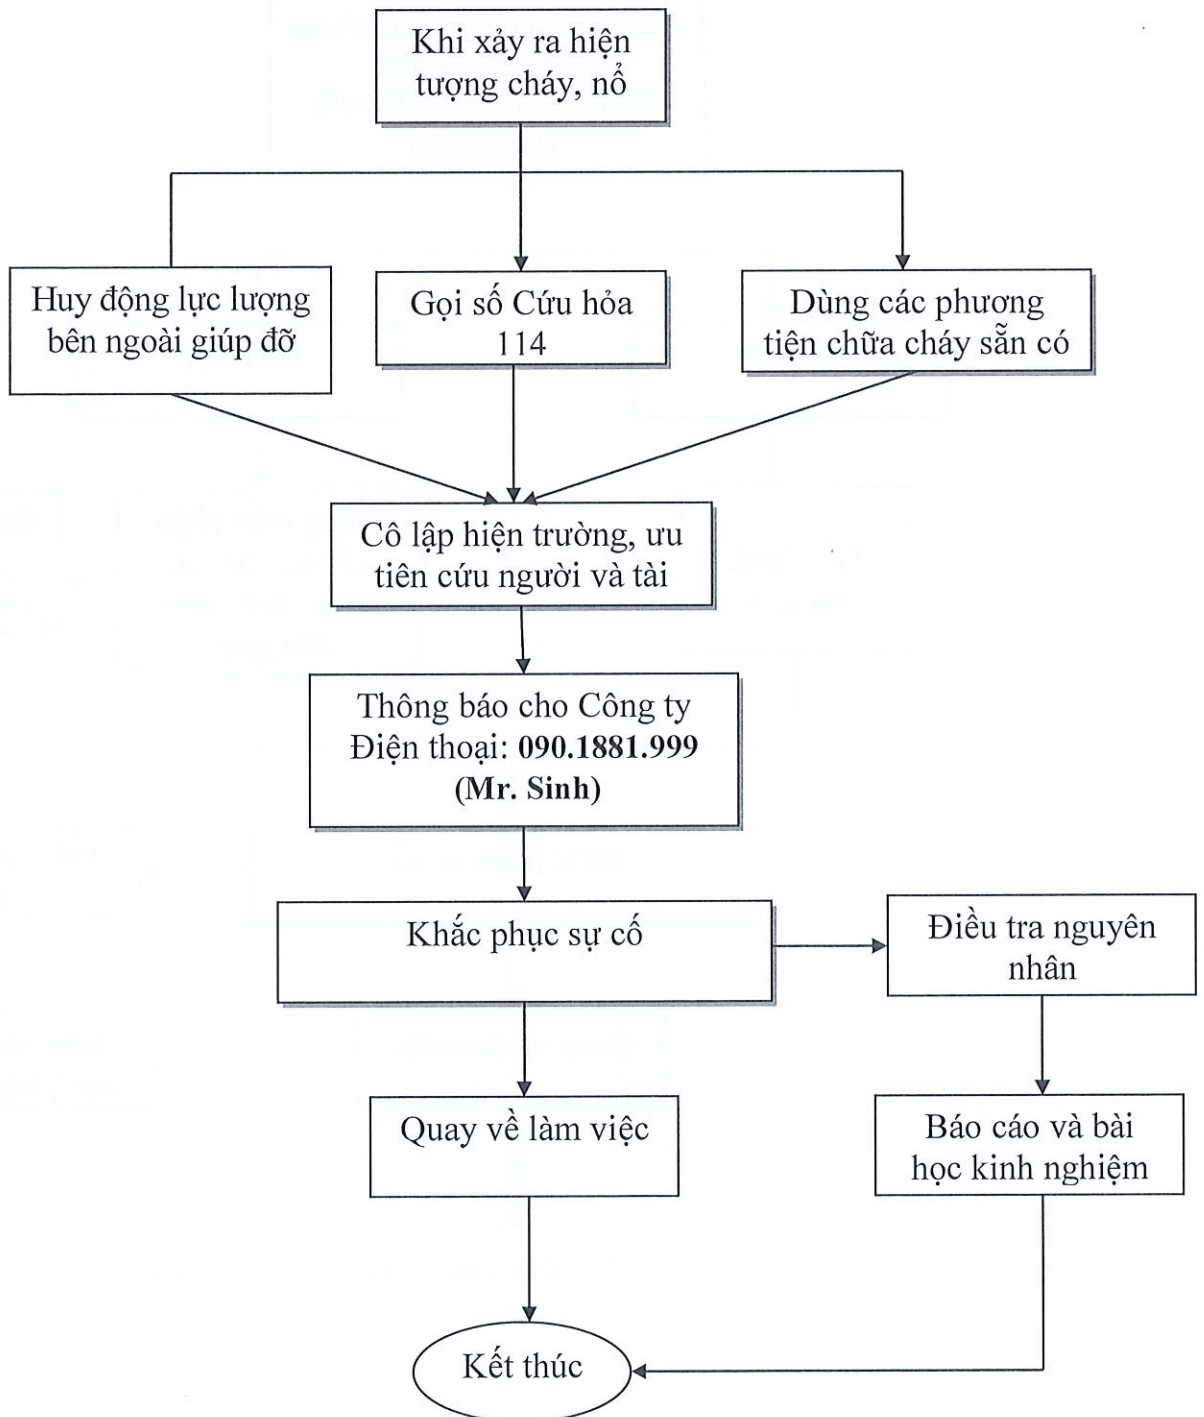 Khi xảy ra hiện
tượng cháy, nổ
Huy động lực lượng
bên ngoài giúp đỡ
Gọi số Cứu hỏa
114
Dùng các phương
tiện chữa cháy sẵn có
Cô lập hiện trường, ưu
tiên cứu người và tài
Thông báo cho Công ty
Điện thoại: 090.1881.999
(Mr. Sinh)
Khắc phục sự cố
Điều tra nguyên
nhân
Quay về làm việc
Báo cáo và bài
học kinh nghiệm
Kết thúc